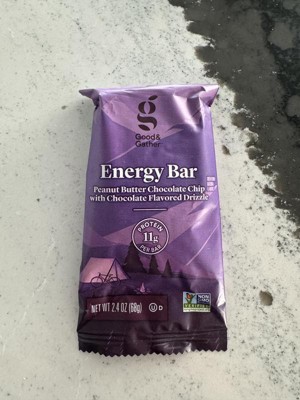 g
Good&
Gather™
Energy Bar
Peanut Butter Chocolate Chip
with Chocolate Flavored Drizzle
PROTEIN
11g
PER BAR
NET WT 2.4 OZ (68g)
U D
NON
GMO